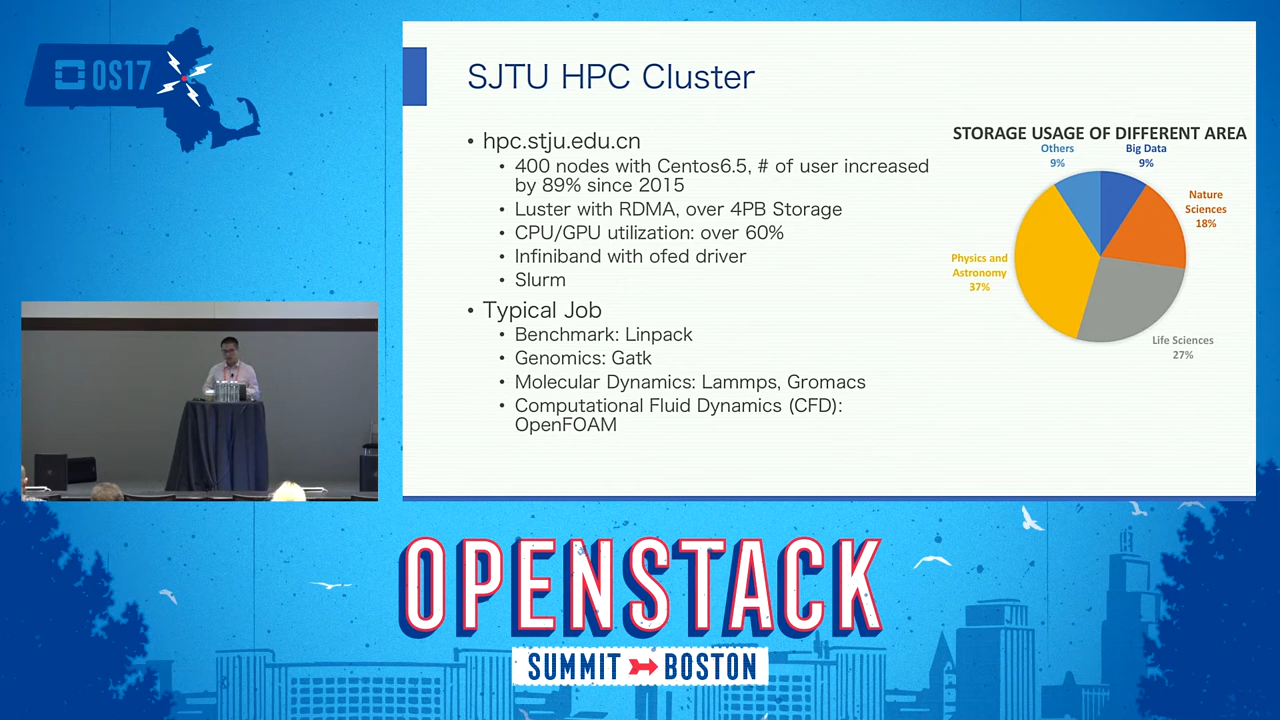 OS17
SJTU HPC Cluster
• hpc.stju.edu.cn
• 400 nodes with Centos6.5, # of user increased
by 89% since 2015
• Luster with RDMA, over 4PB Storage
• CPU/GPU utilization: over 60%
• Infiniband with ofed driver
• Slurm
• Typical Job
• Benchmark: Linpack
• Genomics: Gatk
• Molecular Dynamics: Lammps, Gromacs
• Computational Fluid Dynamics (CFD):
OpenFOAM
STORAGE USAGE OF DIFFERENT AREA
Others
9%
Big Data
9%
Nature
Sciences
18%
Physics and
Astronomy
37%
Life Sciences
27%
OPENSTACK
SUMMIT BOSTON